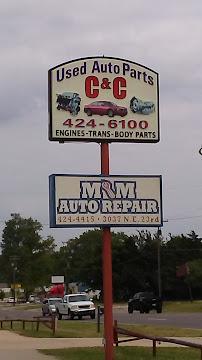 Used Auto Parts
C&C
424-6100
ENGINES-TRANS-BODY PARTS
M&M
AUTO REPAIR
424-4415 • 3037 N.E. 23rd